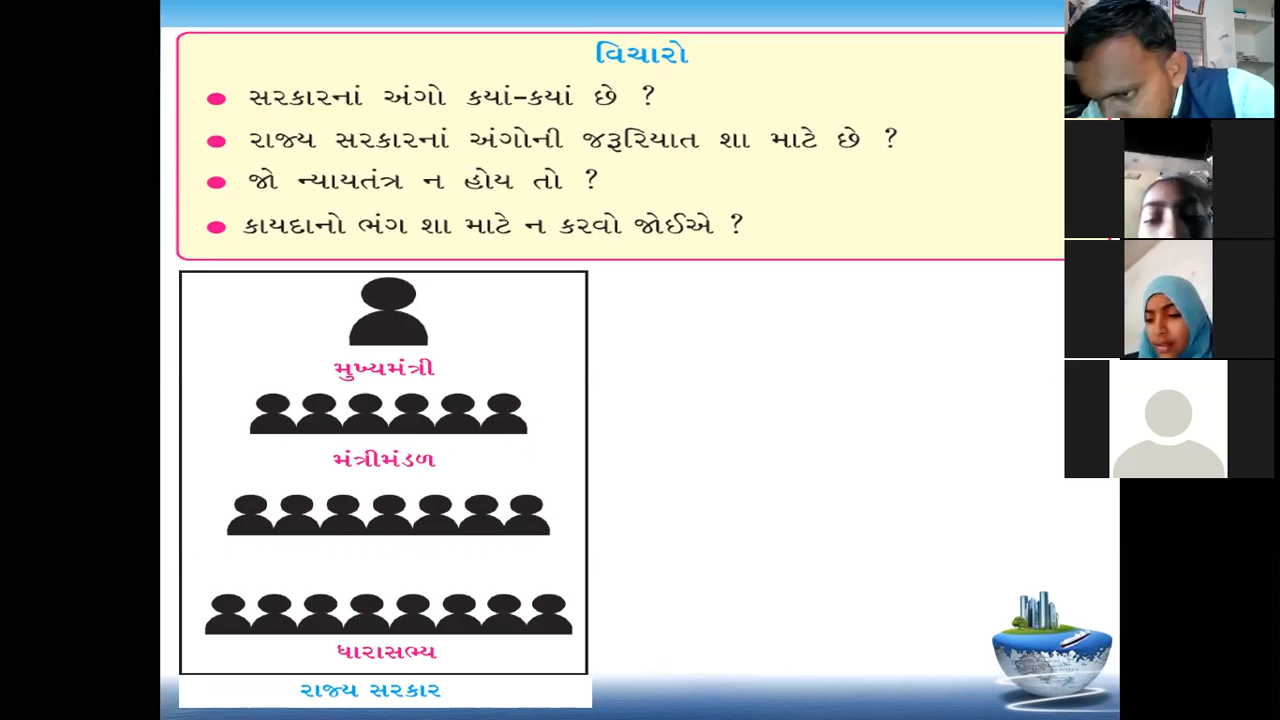 વિચારો
સરકારનાં અંગો કયાં-કયાં છે ?
રાજ્ય સરકારનાં અંગોની જરૂરિયાત શા માટે છે ?
જો ન્યાયતંત્ર ન હોય તો ?
કાયદાનો ભંગ શા માટે ન કરવો જોઈએ ?
મુખ્યમંત્રી
મંત્રીમંડળ
ધારાસભ્ય
રાજ્ય સરકાર